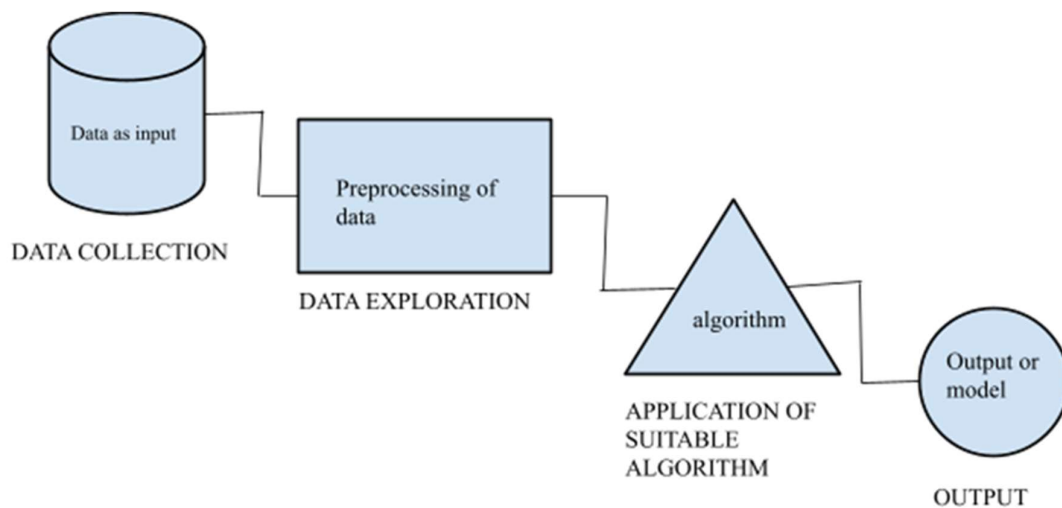 Data as input
DATA COLLECTION
Preprocessing of
data
DATA EXPLORATION
algorithm
APPLICATION OF
SUITABLE
ALGORITHM
Output or
model
OUTPUT